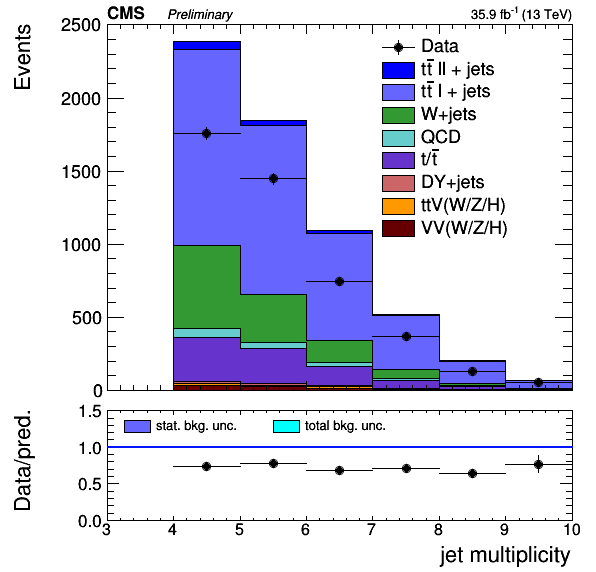 CMS Preliminary 35.9 fb⁻¹ (13 TeV)
Events
2500
2000
1500
1000
500
0
Data
tt̄ ll + jets
tt̄ l + jets
W+jets
QCD
t/t̄
DY+jets
ttV(W/Z/H)
VV(W/Z/H)
Data/pred.
1.5
1.0
0.5
0.0
stat. bkg. unc. total bkg. unc.
3 4 5 6 7 8 9 10
jet multiplicity